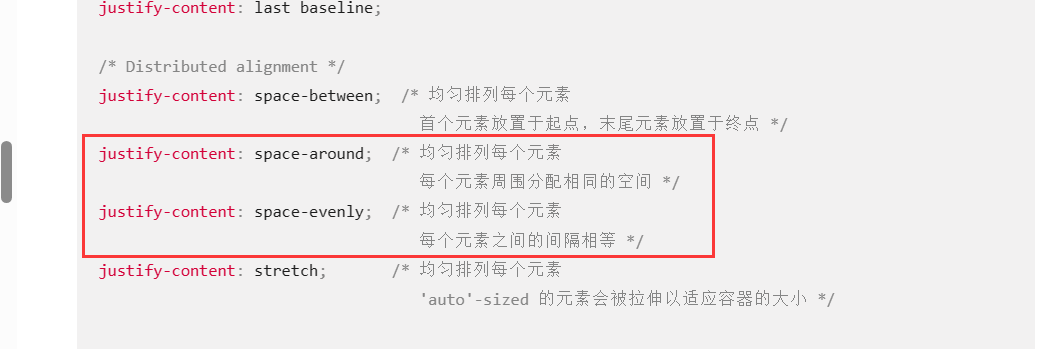 justify-content: last baseline;
/* Distributed alignment */
justify-content: space-between;  /* 均匀排列每个元素
首个元素放置于起点，末尾元素放置于终点 */
justify-content: space-around;  /* 均匀排列每个元素
每个元素周围分配相同的空间 */
justify-content: space-evenly;  /* 均匀排列每个元素
每个元素之间的间隔相等 */
justify-content: stretch;       /* 均匀排列每个元素
'auto'-sized 的元素会被拉伸以适应容器的大小 */